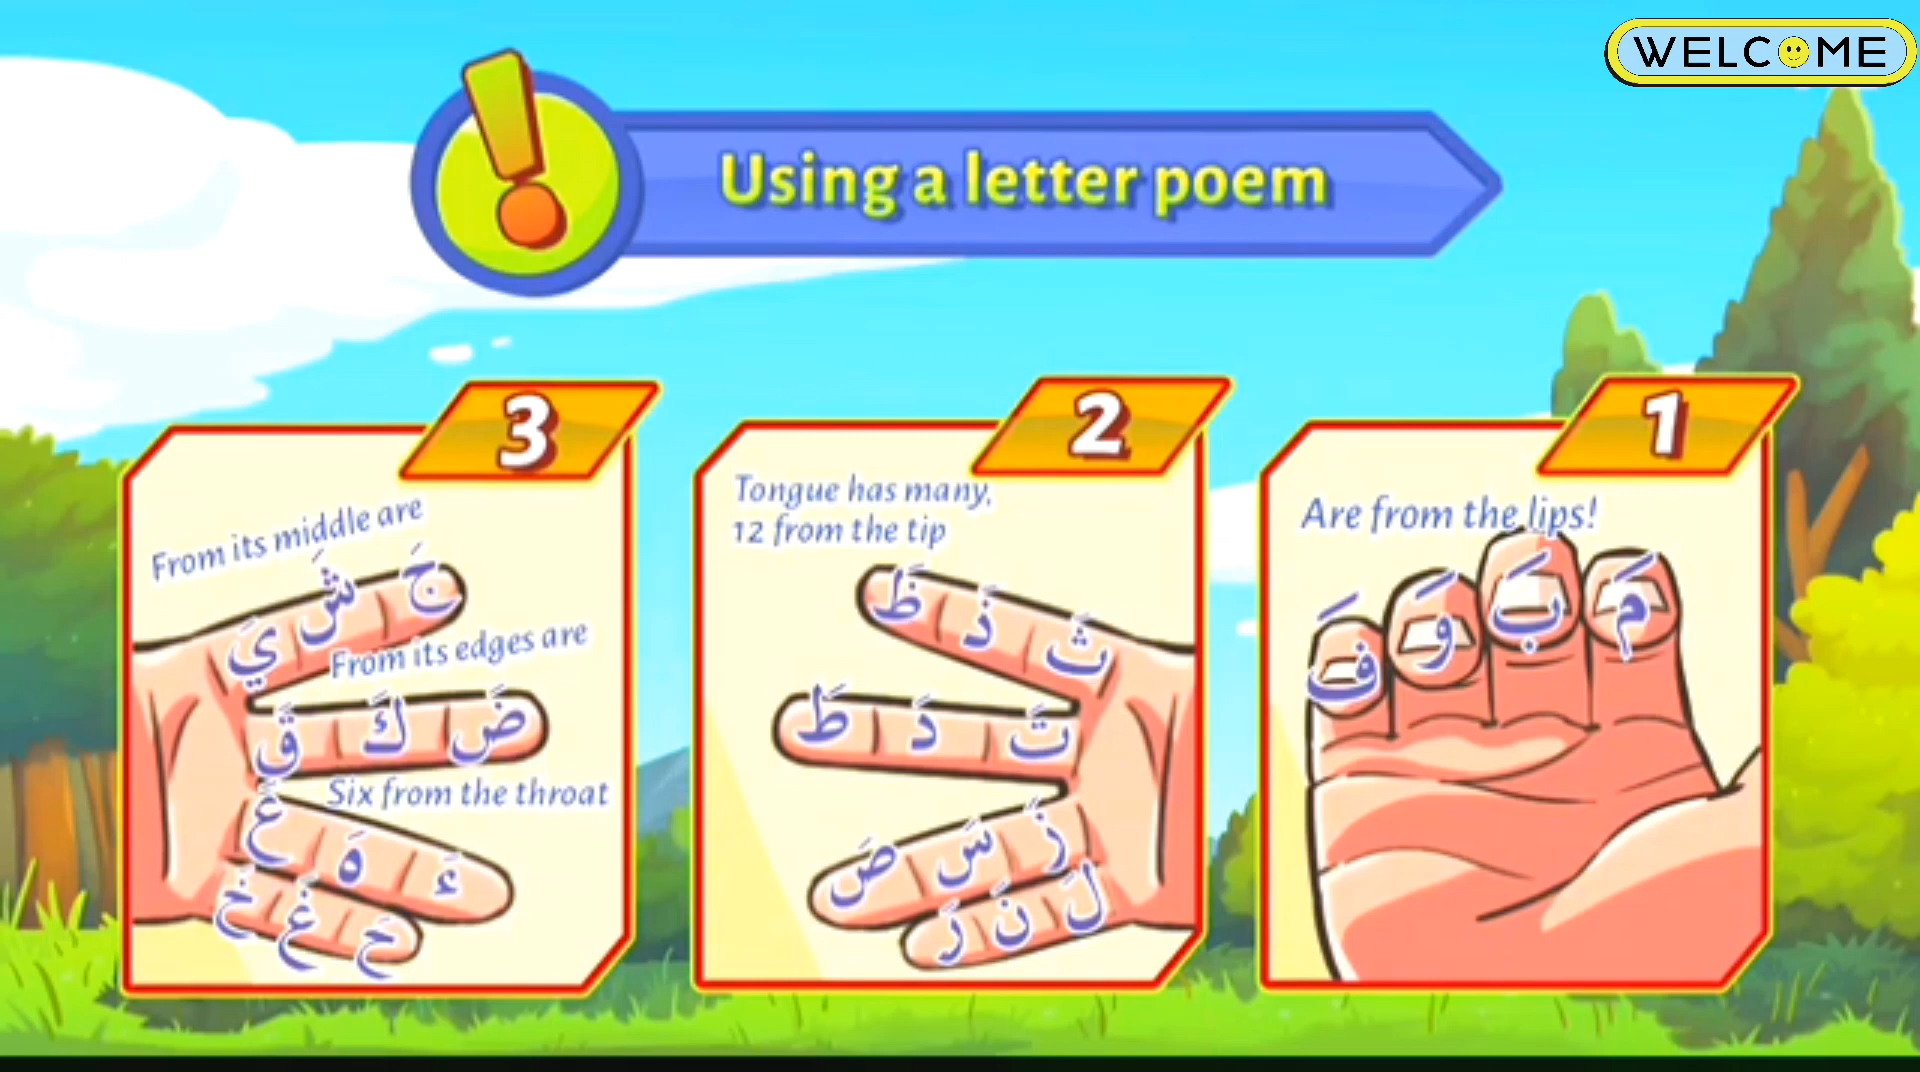 WELCOME
Using a letter poem
1
Are from the lips!
مَ بَ وَ فَ
2
Tongue has many,
12 from the tip
ثَ ذَ ظَ
تَ دَ طَ
زَ سَ صَ
لَ نَ رَ
3
From its middle are
جَ شَ يَ
From its edges are
ضَ كَ قَ
Six from the throat
ءَ هَ عَ
حَ غَ خَ